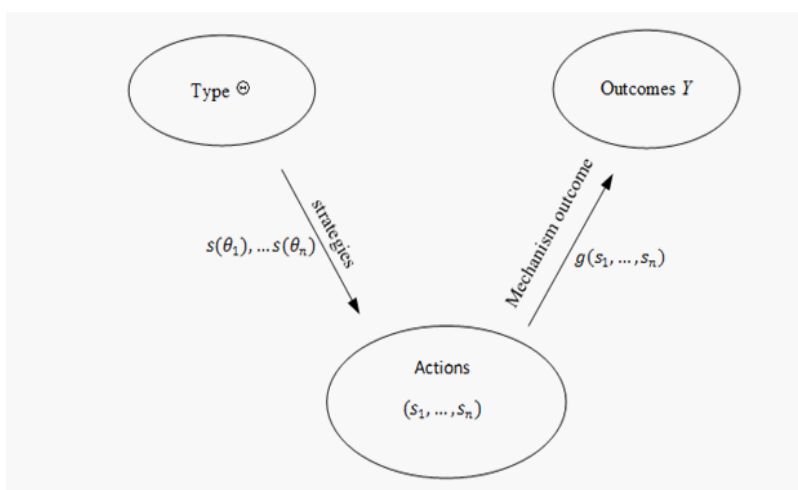 Type Θ
Outcomes Y
strategies
s(θ₁), …s(θₙ)
Mechanism outcome
g(s₁, … , sₙ)
Actions
(s₁, … , sₙ)